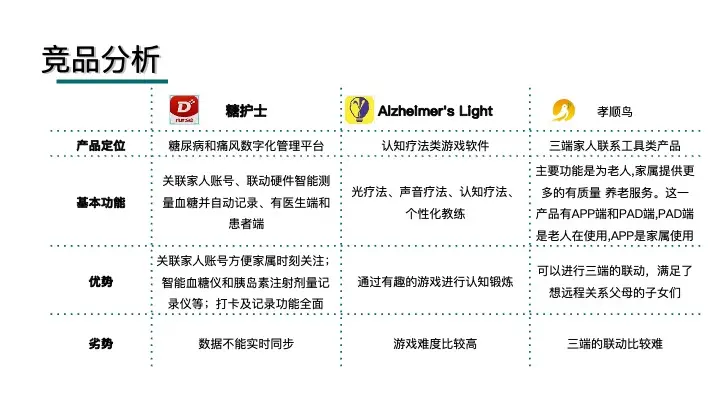 竞品分析
D
nurse
糖护士
Alzheimer's Light
孝顺鸟
产品定位
糖尿病和痛风数字化管理平台
认知疗法类游戏软件
三端家人联系工具类产品
基本功能
关联家人账号、联动硬件智能测
量血糖并自动记录、有医生端和
患者端
光疗法、声音疗法、认知疗法、
个性化教练
主要功能是为老人,家属提供更
多的有质量 养老服务。这一
产品有APP端和PAD端,PAD端
是老人在使用,APP是家属使用
优势
关联家人账号方便家属时刻关注；
智能血糖仪和胰岛素注射剂量记
录仪等；打卡及记录功能全面
通过有趣的游戏进行认知锻炼
可以进行三端的联动，满足了
想远程关系父母的子女们
劣势
数据不能实时同步
游戏难度比较高
三端的联动比较难